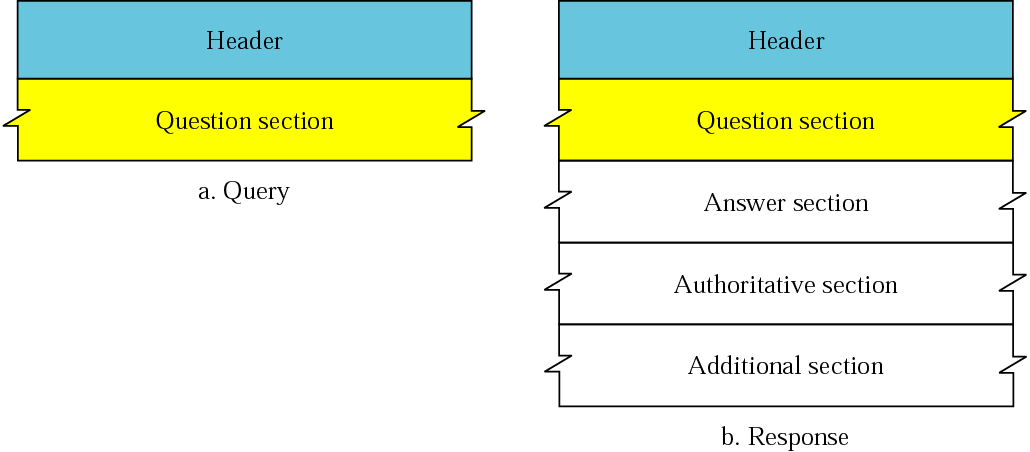 Header
Question section
a. Query
Header
Question section
Answer section
Authoritative section
Additional section
b. Response